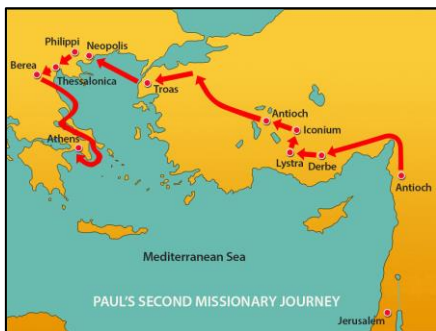 Philippi
Neopolis
Berea
Thessalonica
Troas
Antioch
Iconium
Athens
Lystra
Derbe
Antioch
Mediterranean Sea
PAUL'S SECOND MISSIONARY JOURNEY
Jerusalem